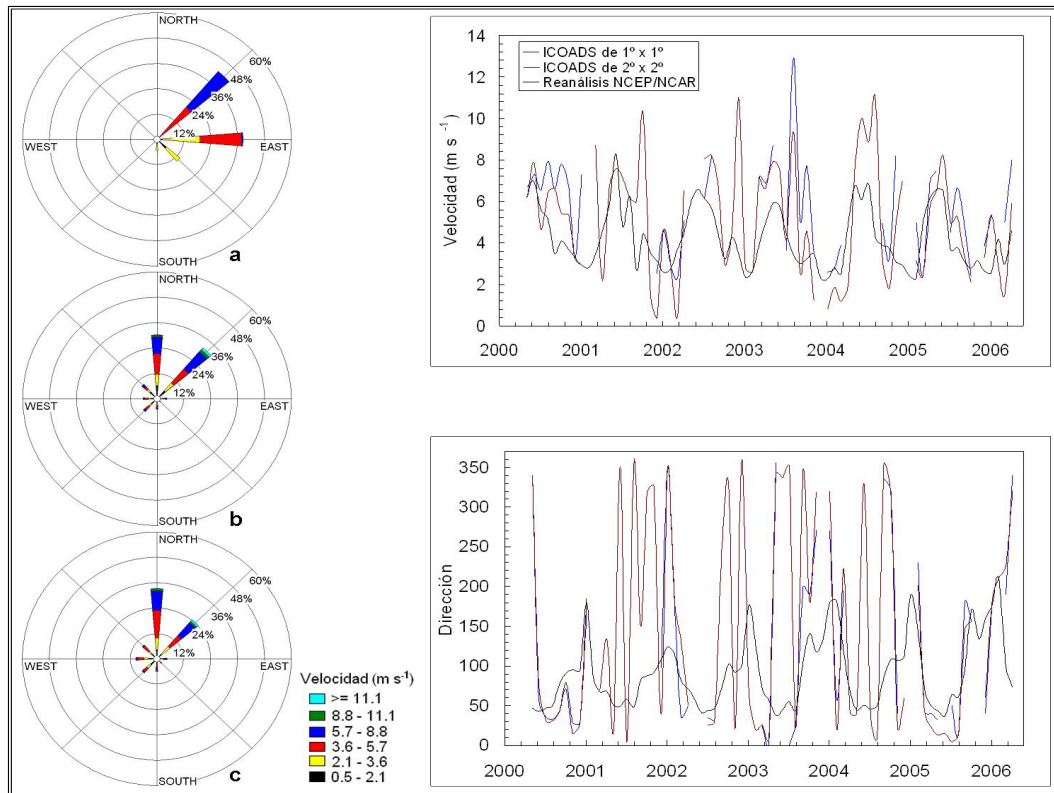 NORTH
60%
48%
36%
24%
12%
WEST
EAST
SOUTH
a
NORTH
60%
48%
36%
24%
12%
WEST
EAST
SOUTH
b
NORTH
60%
48%
36%
24%
12%
WEST
EAST
SOUTH
c
Velocidad (m s⁻¹)
>= 11.1
8.8 - 11.1
5.7 - 8.8
3.6 - 5.7
2.1 - 3.6
0.5 - 2.1
Velocidad (m s⁻¹)
14
12
10
8
6
4
2
0
ICOADS de 1º x 1º
ICOADS de 2º x 2º
Reanálisis NCEP/NCAR
2000 2001 2002 2003 2004 2005 2006
Dirección
350
300
250
200
150
100
50
0
2000 2001 2002 2003 2004 2005 2006